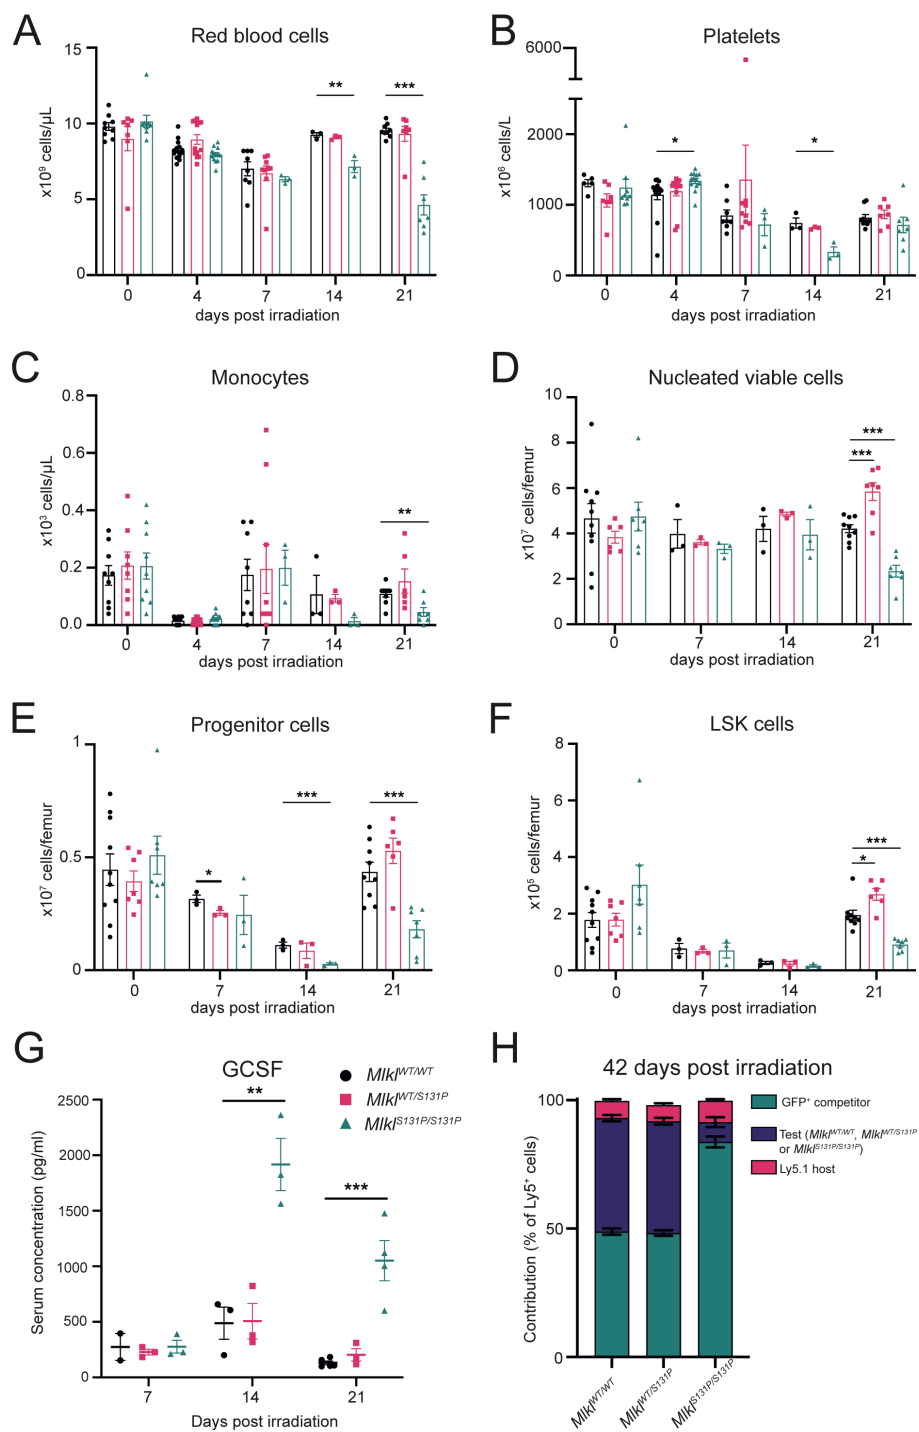 A
Red blood cells
x10⁹ cells/µL
15
10
5
0
** ***
0 4 7 14 21
days post irradiation
B
Platelets
x10⁶ cells/L
6000
2000
1000
0
* *
0 4 7 14 21
days post irradiation
C
Monocytes
x10³ cells/µL
0.8
0.6
0.4
0.2
0.0
**
0 4 7 14 21
days post irradiation
D
Nucleated viable cells
x10⁷ cells/femur
10
8
6
4
2
0
***
***
0 7 14 21
days post irradiation
E
Progenitor cells
x10⁷ cells/femur
1
0.5
0
* *** ***
0 7 14 21
days post irradiation
F
LSK cells
x10⁵ cells/femur
8
6
4
2
0
***
*
0 7 14 21
days post irradiation
G
GCSF
Serum concentration (pg/ml)
2500
2000
1500
1000
500
0
**
***
7 14 21
Days post irradiation
Mlkl^WT/WT
Mlkl^WT/S131P
Mlkl^S131P/S131P
H
42 days post irradiation
Contribution (% of Ly5⁺ cells)
100
50
0
Mlkl^WT/WT
Mlkl^WT/S131P
Mlkl^S131P/S131P
GFP⁺ competitor
Test (Mlkl^WT/WT, Mlkl^WT/S131P
or Mlkl^S131P/S131P)
Ly5.1 host